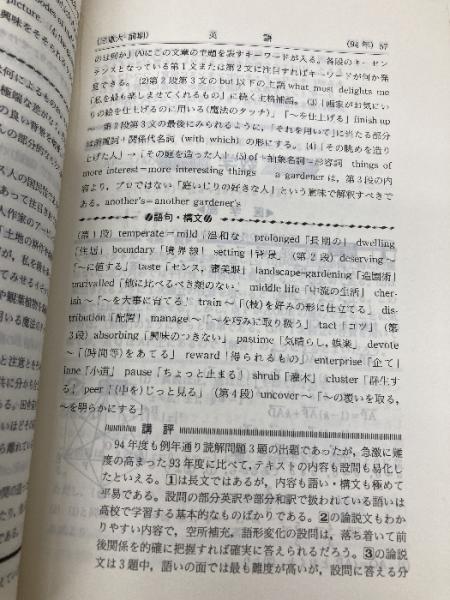 (三重大-前期) 英語 (94年) 57
のは何か」(A)にこの文章の主題を表すキーワードが入る。各段のキーセン
テンスとなっている第1文または第2文に注目すればキーワードが何か発
見できる。 (2)第2段第3文の but 以下の主語 what most delights me
「私を最も楽しませてくれるもの」に続く主格補語。 (3)「画家がお気にい
りの絵を仕上げるのに用いる〈魔法のタッチ〉」「〜を仕上げる」finish up
第2段第3文の最後にみられるように,「それを用いて」に当たる部分
は前置詞+関係代名詞 (with which) の形にする。 (4)「その眺めを造り
上げた人」→「その庭を造った人」 (5) of+抽象名詞=形容詞 things of
more interest=more interesting things a gardener は, 第3段の内
容より, プロではない「庭いじりの好きな人」という意味で解釈すべきで
ある。another's=another gardener's
語句・構文
(第1段) temperate=mild「温和な」 prolonged「長期の」 dwelling
「住居」 boundary「境界線」 setting「背景」 (第2段) deserving〜
「〜に値する」 taste「センス, 審美眼」 landscape-gardening「造園術」
unrivalled「他に比べるべき類のない」 middle life「中流の生活」 cher-
ish〜「〜を大事に育てる」 train〜「(枝)を好みの形に仕立てる」 dis-
tribution「配置」 manage〜「〜を巧みに取り扱う」 tact「コツ」 (第
3段) absorbing「興味のつきない」 pastime「気晴らし, 娯楽」 devote
〜「(時間等)をあてる」 reward「得られるもの」 enterprise「企て」
lane「小道」 pause「ちょっと止まる」 shrub「灌木」 cluster「群生す
る」 peer「(中を)じっと見る」 (第4段) uncover〜「〜の覆いを取る,
〜を明らかにする」
講評
94年度も例年通り読解問題3題の出題であったが, 急激に難
度の高まった93年度に比べて, テキストの内容も設問も易化し
たといえる。1は長文ではあるが, 内容も語い・構文も極めて
平易である。設問の部分英訳や部分和訳で扱われている語いは
高校で学習する基本的なものばかりである。2の論説文もわか
りやすい内容で, 空所補充, 語形変化の設問は, 落ち着いて前
後関係を的確に把握すれば確実に答えられるだろう。3の論説
文は3題中, 語いの面では最も難度が高いが, 設問に答える分